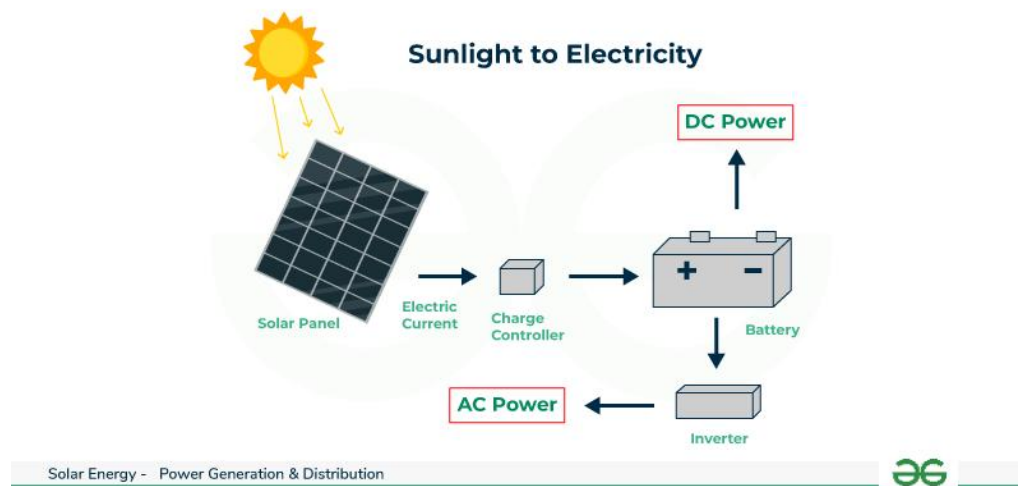 Sunlight to Electricity
DC Power
Solar Panel
Electric
Current
Charge
Controller
+ −
Battery
AC Power
Inverter
Solar Energy - Power Generation & Distribution